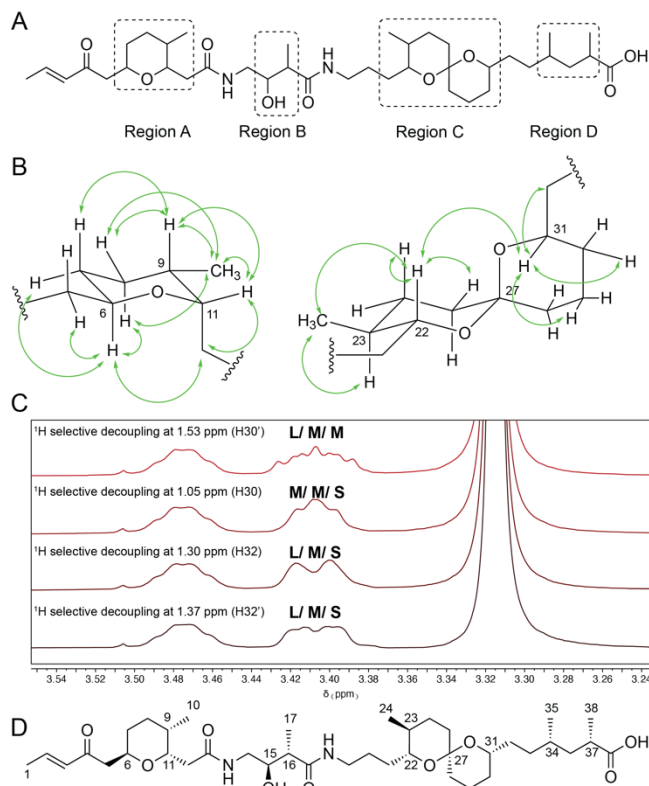 A
O
O
O
N
H
OH
O
N
H
O
O
O
OH
Region A
Region B
Region C
Region D
B
H
H
H
9
CH₃
H
O
H
6
11
H
H
H
31
O
H
H
H
H
H
27
H
H
H₃C
O
23
22
H
H
H
C
¹H selective decoupling at 1.53 ppm (H30')
L/ M/ M
¹H selective decoupling at 1.05 ppm (H30)
M/ M/ S
¹H selective decoupling at 1.30 ppm (H32)
L/ M/ S
¹H selective decoupling at 1.37 ppm (H32')
L/ M/ S
3.54 3.52 3.50 3.48 3.46 3.44 3.42 3.40 3.38 3.36 3.34 3.32 3.30 3.28 3.26 3.24
δ (ppm)
D
O
9
10
O
17
24
23
35
38
O
OH
1
6
O
11
N
H
15
16
OH
O
N
H
22
O
27
O
31
34
37